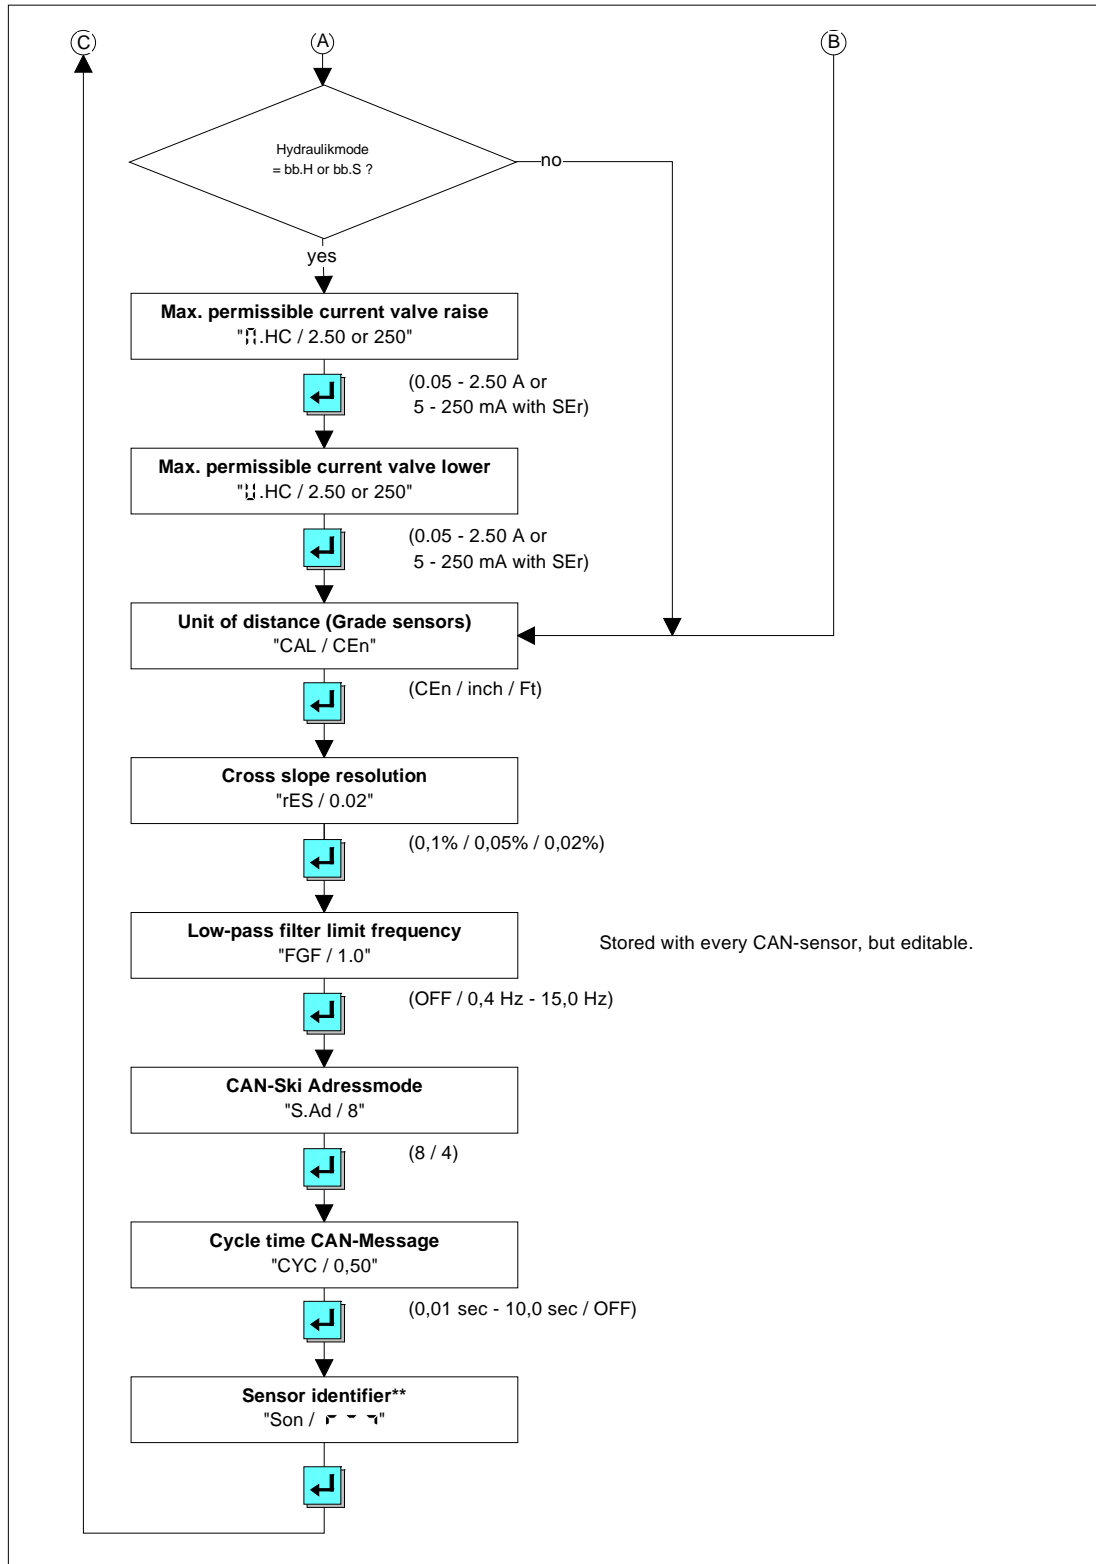 C
A
B
Hydraulikmode
= bb.H or bb.S ?
no
yes
Max. permissible current valve raise
.HC / 2.50 or 250"
(0.05 - 2.50 A or
5 - 250 mA with SEr)
Max. permissible current valve lower
.HC / 2.50 or 250"
(0.05 - 2.50 A or
5 - 250 mA with SEr)
Unit of distance (Grade sensors)
"CAL / CEn"
(CEn / inch / Ft)
Cross slope resolution
"rES / 0.02"
(0,1% / 0,05% / 0,02%)
Low-pass filter limit frequency
"FGF / 1.0"
Stored with every CAN-sensor, but editable.
(OFF / 0,4 Hz - 15,0 Hz)
CAN-Ski Adressmode
"S.Ad / 8"
(8 / 4)
Cycle time CAN-Message
"CYC / 0,50"
(0,01 sec - 10,0 sec / OFF)
Sensor identifier**
"Son / "